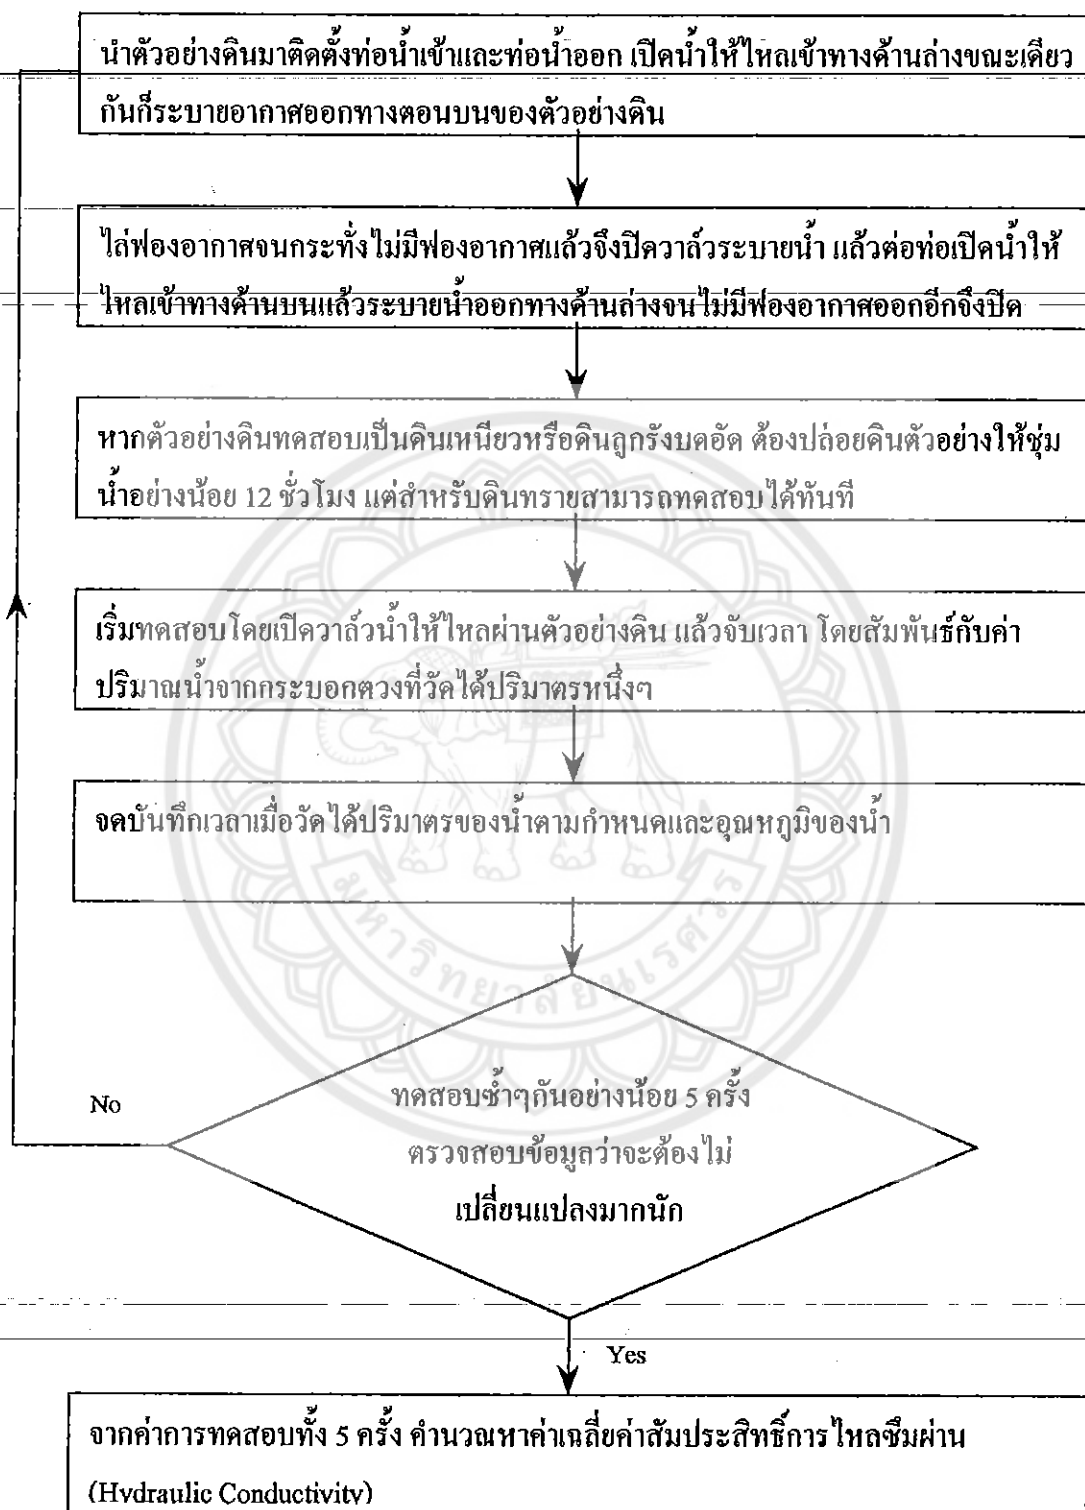 นำตัวอย่างดินมาติดตั้งท่อน้ำเข้าและท่อน้ำออก เปิดน้ำให้ไหลเข้าทางด้านล่างขณะเดียว
กันก็ระบายอากาศออกทางตอนบนของตัวอย่างดิน
ไล่ฟองอากาศจนกระทั่งไม่มีฟองอากาศแล้วจึงปิดวาล์วระบายน้ำ แล้วต่อท่อเปิดน้ำให้
ไหลเข้าทางด้านบนแล้วระบายน้ำออกทางด้านล่างจนไม่มีฟองอากาศออกอีกจึงปิด
หากตัวอย่างดินทดสอบเป็นดินเหนียวหรือดินลูกรังบดอัด ต้องปล่อยดินตัวอย่างให้ชุ่ม
น้ำอย่างน้อย 12 ชั่วโมง แต่สำหรับดินทรายสามารถทดสอบได้ทันที
เริ่มทดสอบโดยเปิดวาล์วน้ำให้ไหลผ่านตัวอย่างดิน แล้วจับเวลา โดยสัมพันธ์กับค่า
ปริมาณน้ำจากกระบอกตวงที่วัดได้ปริมาตรหนึ่งๆ
จดบันทึกเวลาเมื่อวัดได้ปริมาตรของน้ำตามกำหนดและอุณหภูมิของน้ำ
มหาวิทยาลัยนเรศวร
No
ทดสอบซ้ำๆกันอย่างน้อย 5 ครั้ง
ตรวจสอบข้อมูลว่าจะต้องไม่
เปลี่ยนแปลงมากนัก
Yes
จากค่าการทดสอบทั้ง 5 ครั้ง คำนวณหาค่าเฉลี่ยค่าสัมประสิทธิ์การไหลซึมผ่าน
(Hydraulic Conductivity)